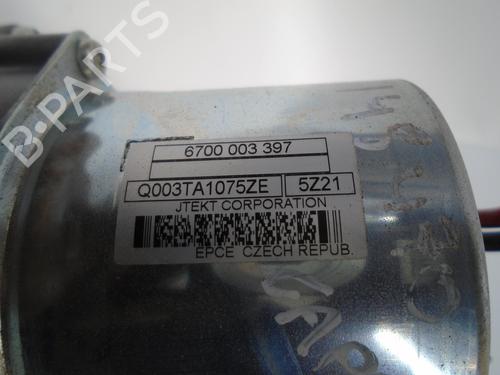 B-PARTS
6700 003 397
Q003TA1075ZE 5Z21
JTEKT CORPORATION
EPCE CZECH REPUB.